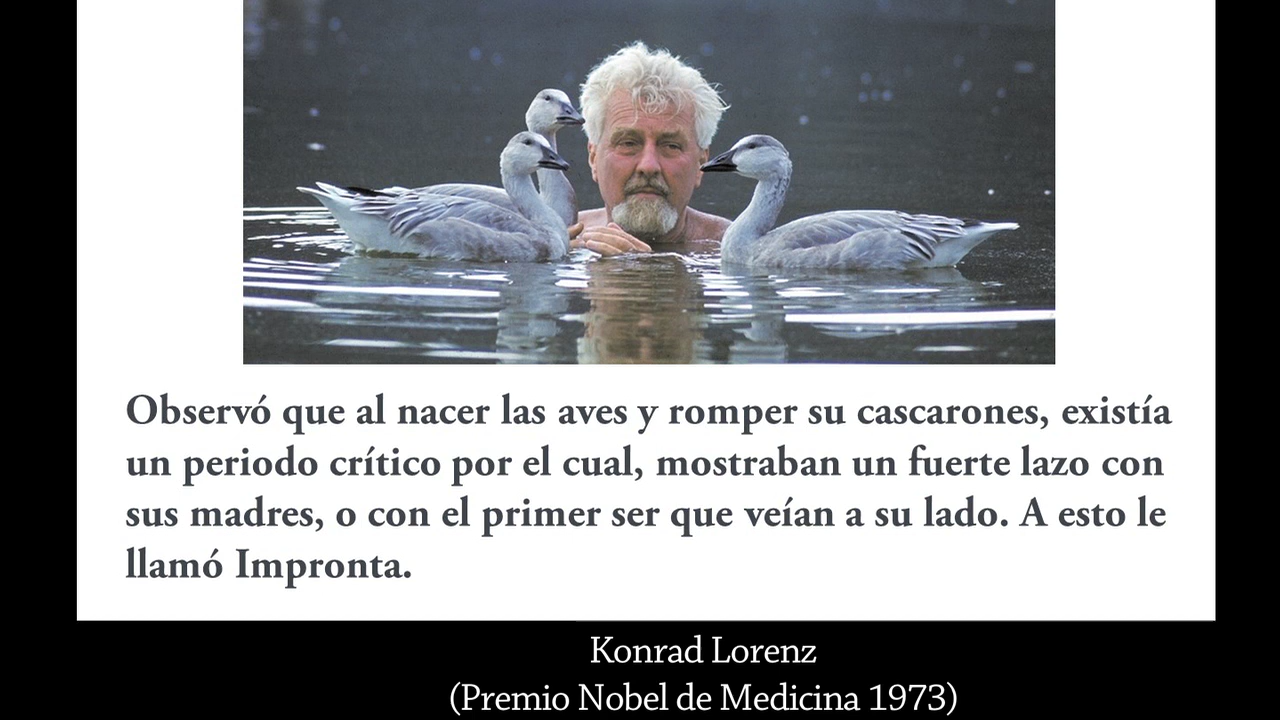 Observó que al nacer las aves y romper su cascarones, existía
un periodo crítico por el cual, mostraban un fuerte lazo con
sus madres, o con el primer ser que veían a su lado. A esto le
llamó Impronta.
Konrad Lorenz
(Premio Nobel de Medicina 1973)